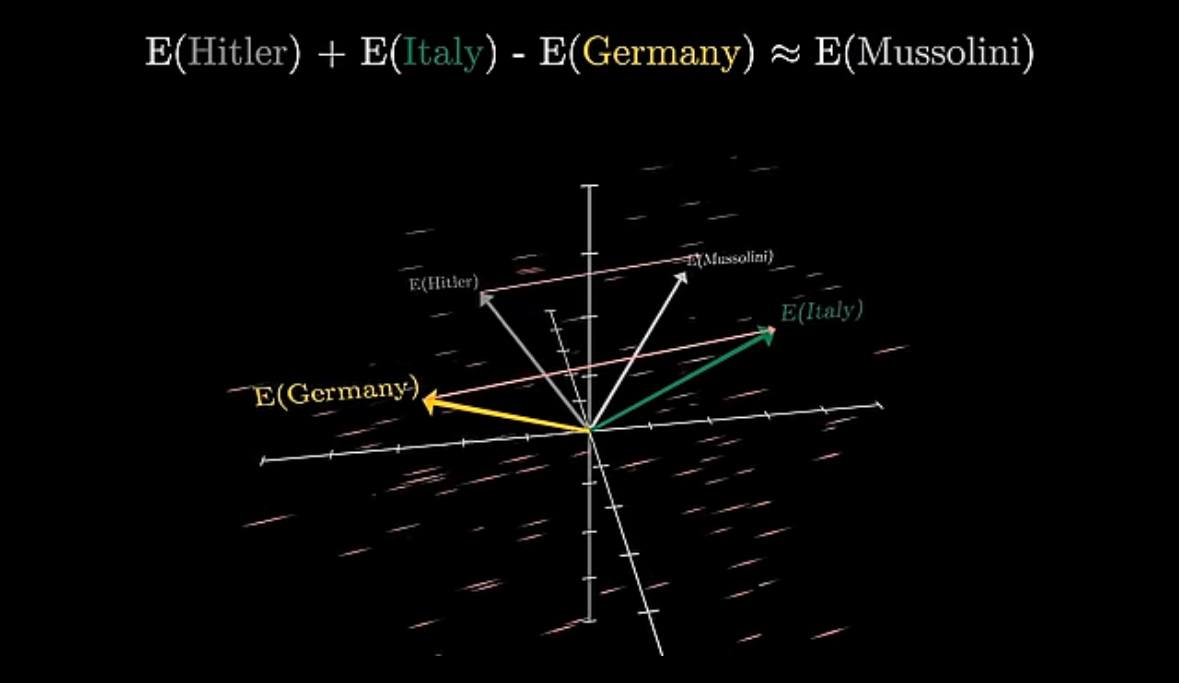 E(Hitler) + E(Italy) - E(Germany) ≈ E(Mussolini)
E(Mussolini)
E(Hitler)
E(Italy)
E(Germany)